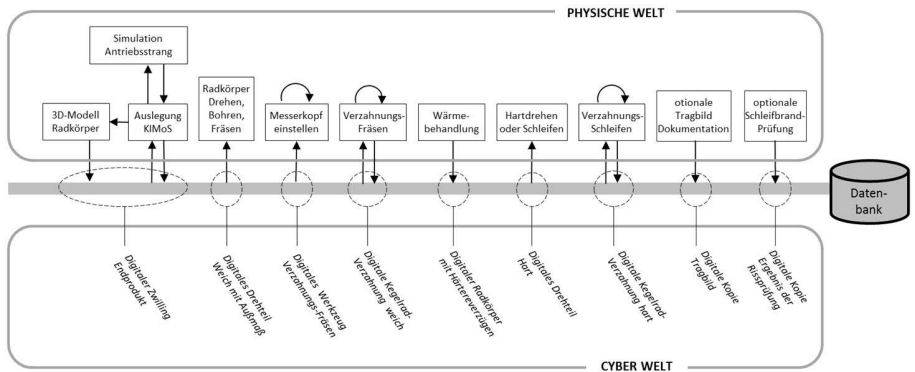 PHYSISCHE WELT
Simulation
Antriebsstrang
3D-Modell
Radkörper
Auslegung
KIMoS
Radkörper
Drehen,
Bohren,
Fräsen
Messerkopf
einstellen
Verzahnungs-
Fräsen
Wärme-
behandlung
Hartdrehen
oder Schleifen
Verzahnungs-
Schleifen
otionale
Tragbild
Dokumentation
optionale
Schleifbrand-
Prüfung
Daten-
bank
Digitaler Zwilling
Endprodukt
Digitales Drehteil
Weich mit Außmaß
Digitales Werkzeug
Verzahnungs-Fräsen
Digitale Kegelrad-
Verzahnung weich
Digitaler Radkörper
mit Härtereverzügen
Digitales Drehteil
Hart
Digitale Kegelrad-
Verzahnung hart
Digitale Kopie
Tragbild
Digitale Kopie
Ergebnis der
Rissprüfung
CYBER WELT